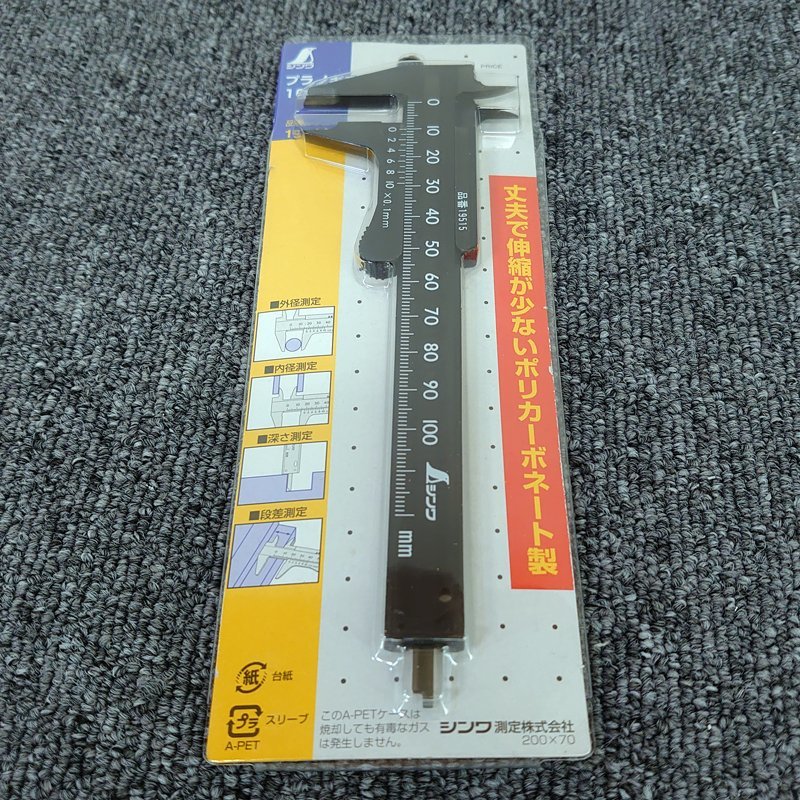 シンワ
プラノギス
PRICE
品番
0 10 20 30 40 50 60 70 80 90 100
0 2 4 6 8 10 ×0.1mm
品番19515
シンワ
mm
丈夫で伸縮が少ないポリカーボネート製
■外径測定
■内径測定
■深さ測定
■段差測定
紙 台紙
プラ スリーブ
A-PET
このA-PETケースは
焼却しても有毒なガス
は発生しません。
シンワ測定株式会社
200×70